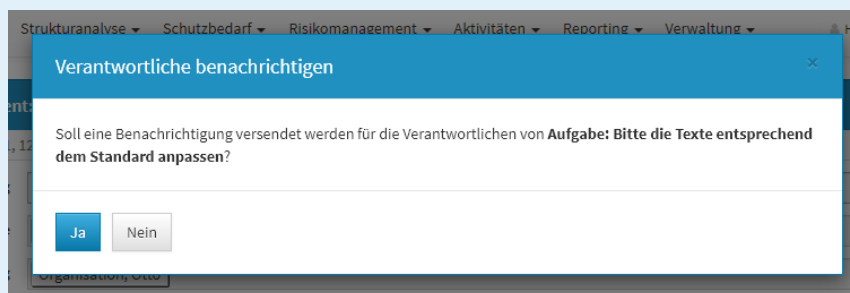 Strukturanalyse Schutzbedarf Risikomanagement Aktivitäten Reporting Verwaltung
Verantwortliche benachrichtigen ×
Soll eine Benachrichtigung versendet werden für die Verantwortlichen von Aufgabe: Bitte die Texte entsprechend
dem Standard anpassen?
Ja Nein
Organisation, Otto